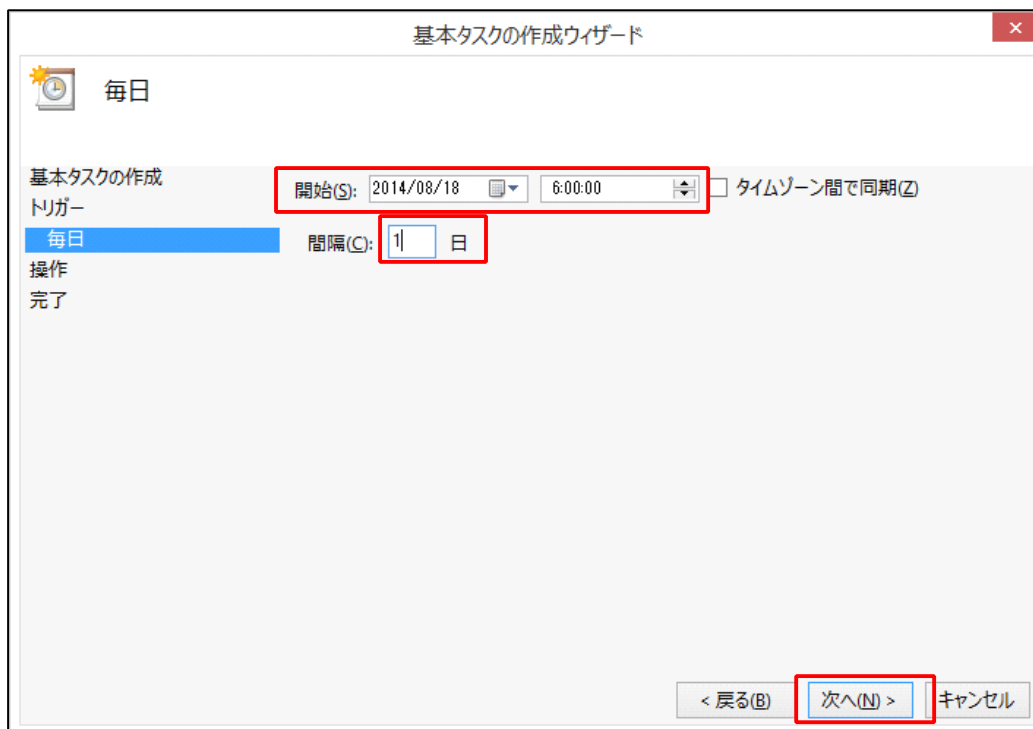 基本タスクの作成ウィザード
毎日
基本タスクの作成
トリガー
毎日
操作
完了
開始(S): 2014/08/18 6:00:00 タイムゾーン間で同期(Z)
間隔(C): 1 日
< 戻る(B) 次へ(N) > キャンセル